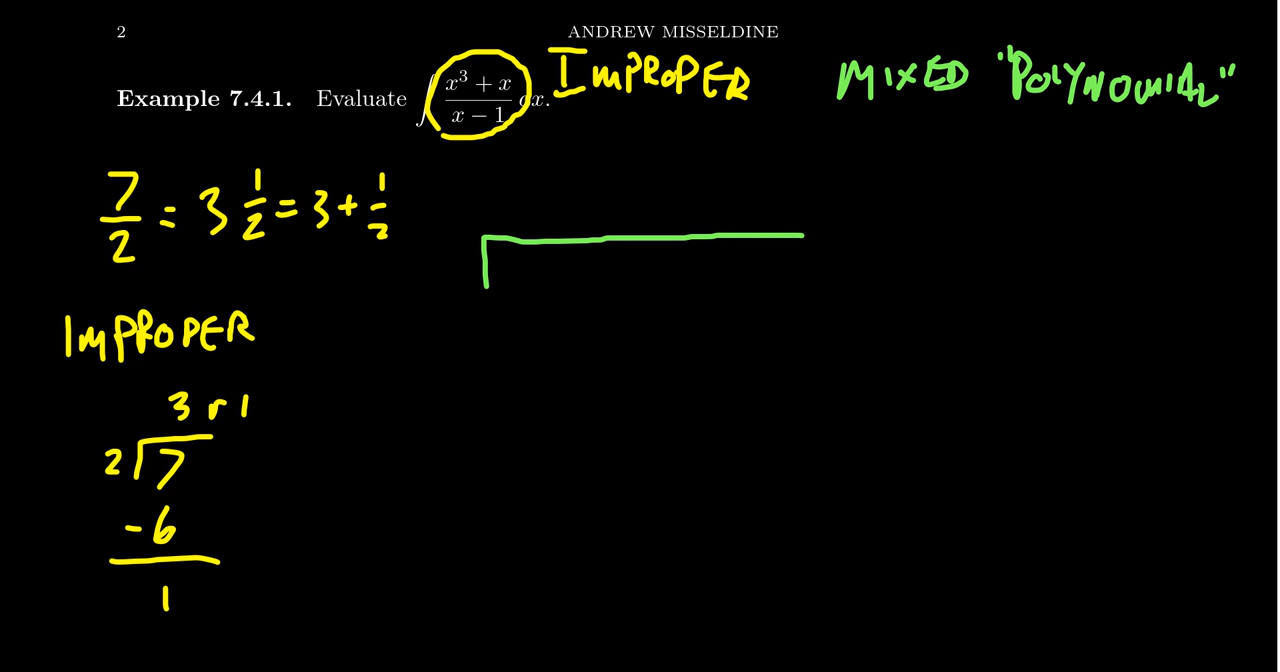 2 ANDREW MISSELDINE
Example 7.4.1. Evaluate ∫ (x³ + x)/(x − 1) dx. IMPROPER MIXED "POLYNOMIAL"
7/2 = 3 1/2 = 3 + 1/2
IMPROPER
3 r 1
2 7
-6
1